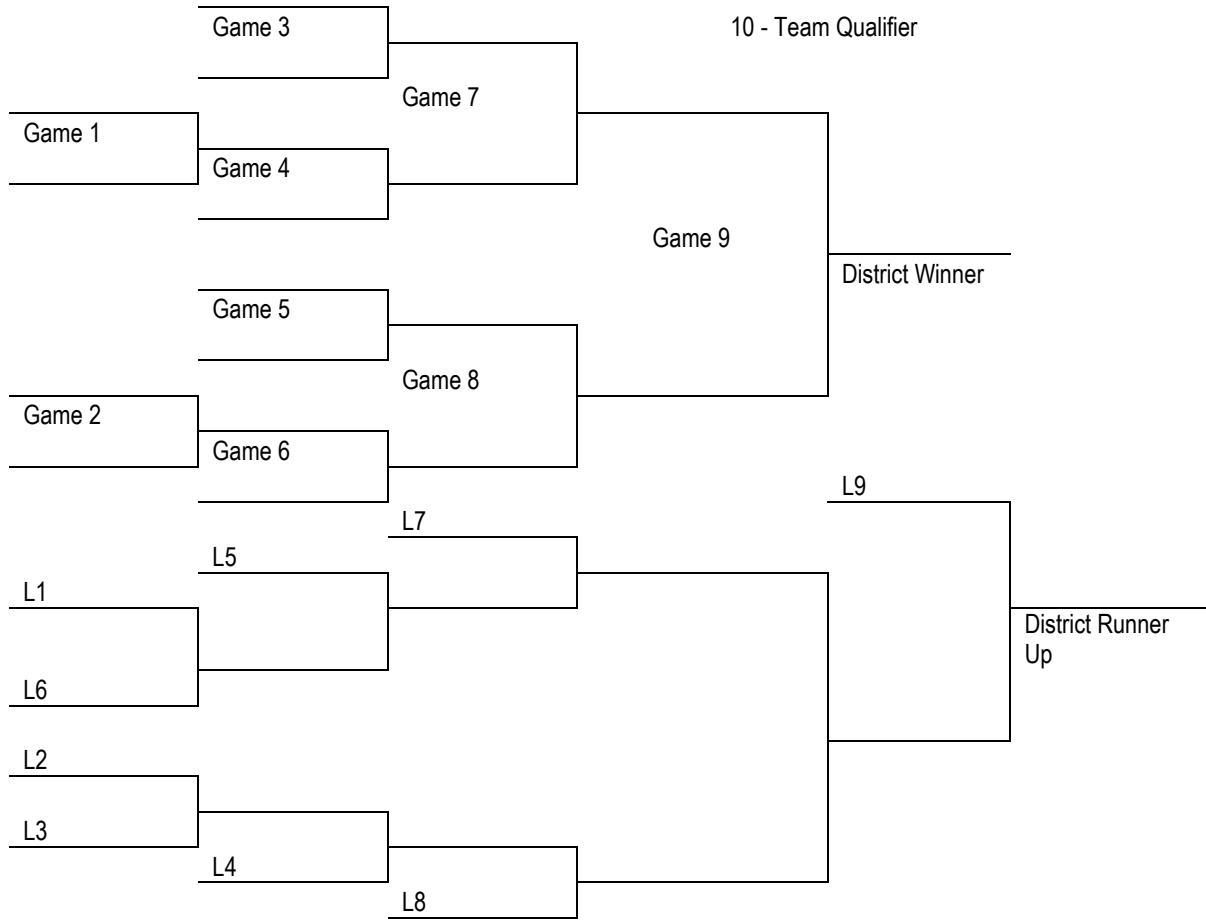 Game 3
10 - Team Qualifier
Game 7
Game 1
Game 4
Game 9
District Winner
Game 5
Game 8
Game 2
Game 6
L9
L7
L5
L1
District Runner
Up
L6
L2
L3
L4
L8